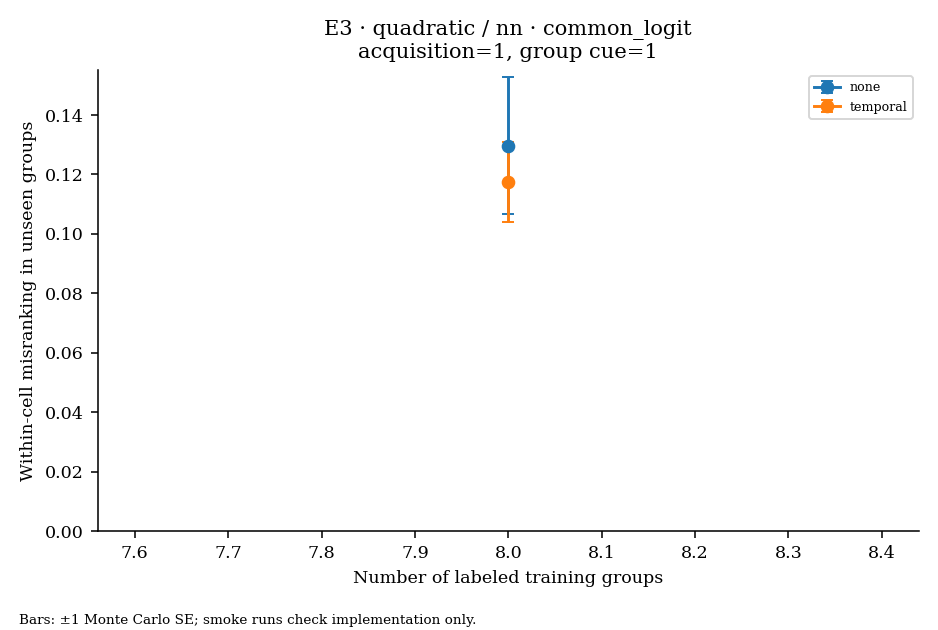 E3 · quadratic / nn · common_logit
acquisition=1, group cue=1
none
temporal
Within-cell misranking in unseen groups
0.14
0.12
0.10
0.08
0.06
0.04
0.02
0.00
7.6 7.7 7.8 7.9 8.0 8.1 8.2 8.3 8.4
Number of labeled training groups
Bars: ±1 Monte Carlo SE; smoke runs check implementation only.